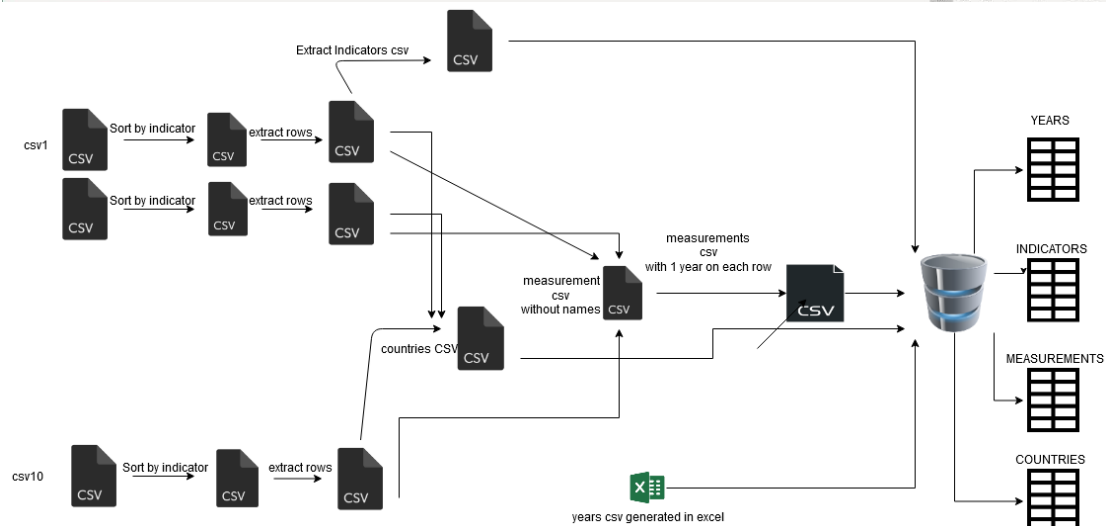 Extract Indicators csv
CSV
csv1
CSV
Sort by indicator
CSV
extract rows
CSV
YEARS
CSV
Sort by indicator
CSV
extract rows
CSV
measurements
csv
with 1 year on each row
INDICATORS
measurement
csv
without names
CSV
CSV
countries CSV
CSV
MEASUREMENTS
csv10
CSV
Sort by indicator
CSV
extract rows
CSV
COUNTRIES
X
years csv generated in excel